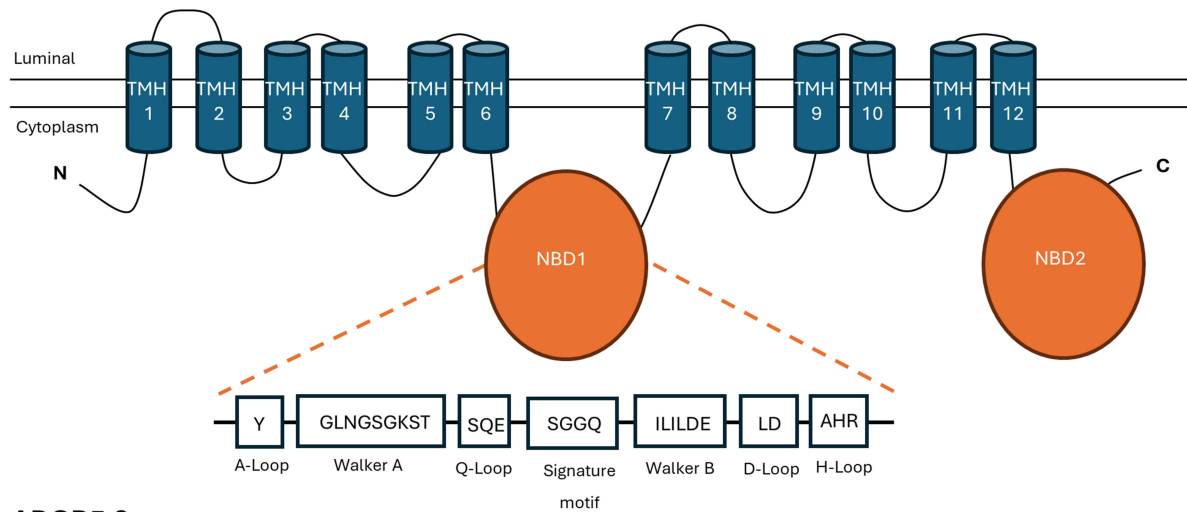 Luminal
Cytoplasm
TMH 1
TMH 2
TMH 3
TMH 4
TMH 5
TMH 6
TMH 7
TMH 8
TMH 9
TMH 10
TMH 11
TMH 12
N
C
NBD1
NBD2
Y
GLNGSGKST
SQE
SGGQ
ILILDE
LD
AHR
A-Loop
Walker A
Q-Loop
Signature
motif
Walker B
D-Loop
H-Loop